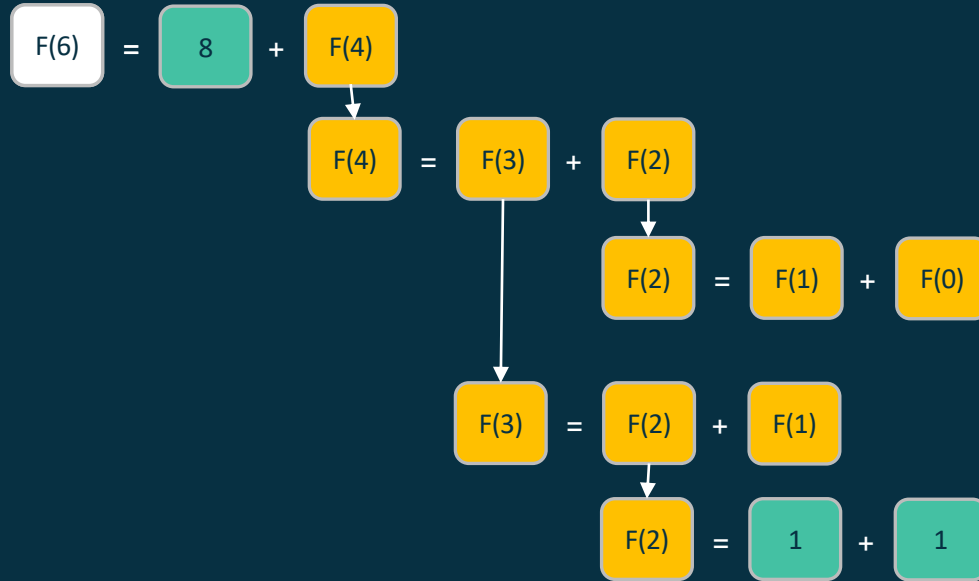 F(6) = 8 + F(4)
F(4) = F(3) + F(2)
F(2) = F(1) + F(0)
F(3) = F(2) + F(1)
F(2) = 1 + 1